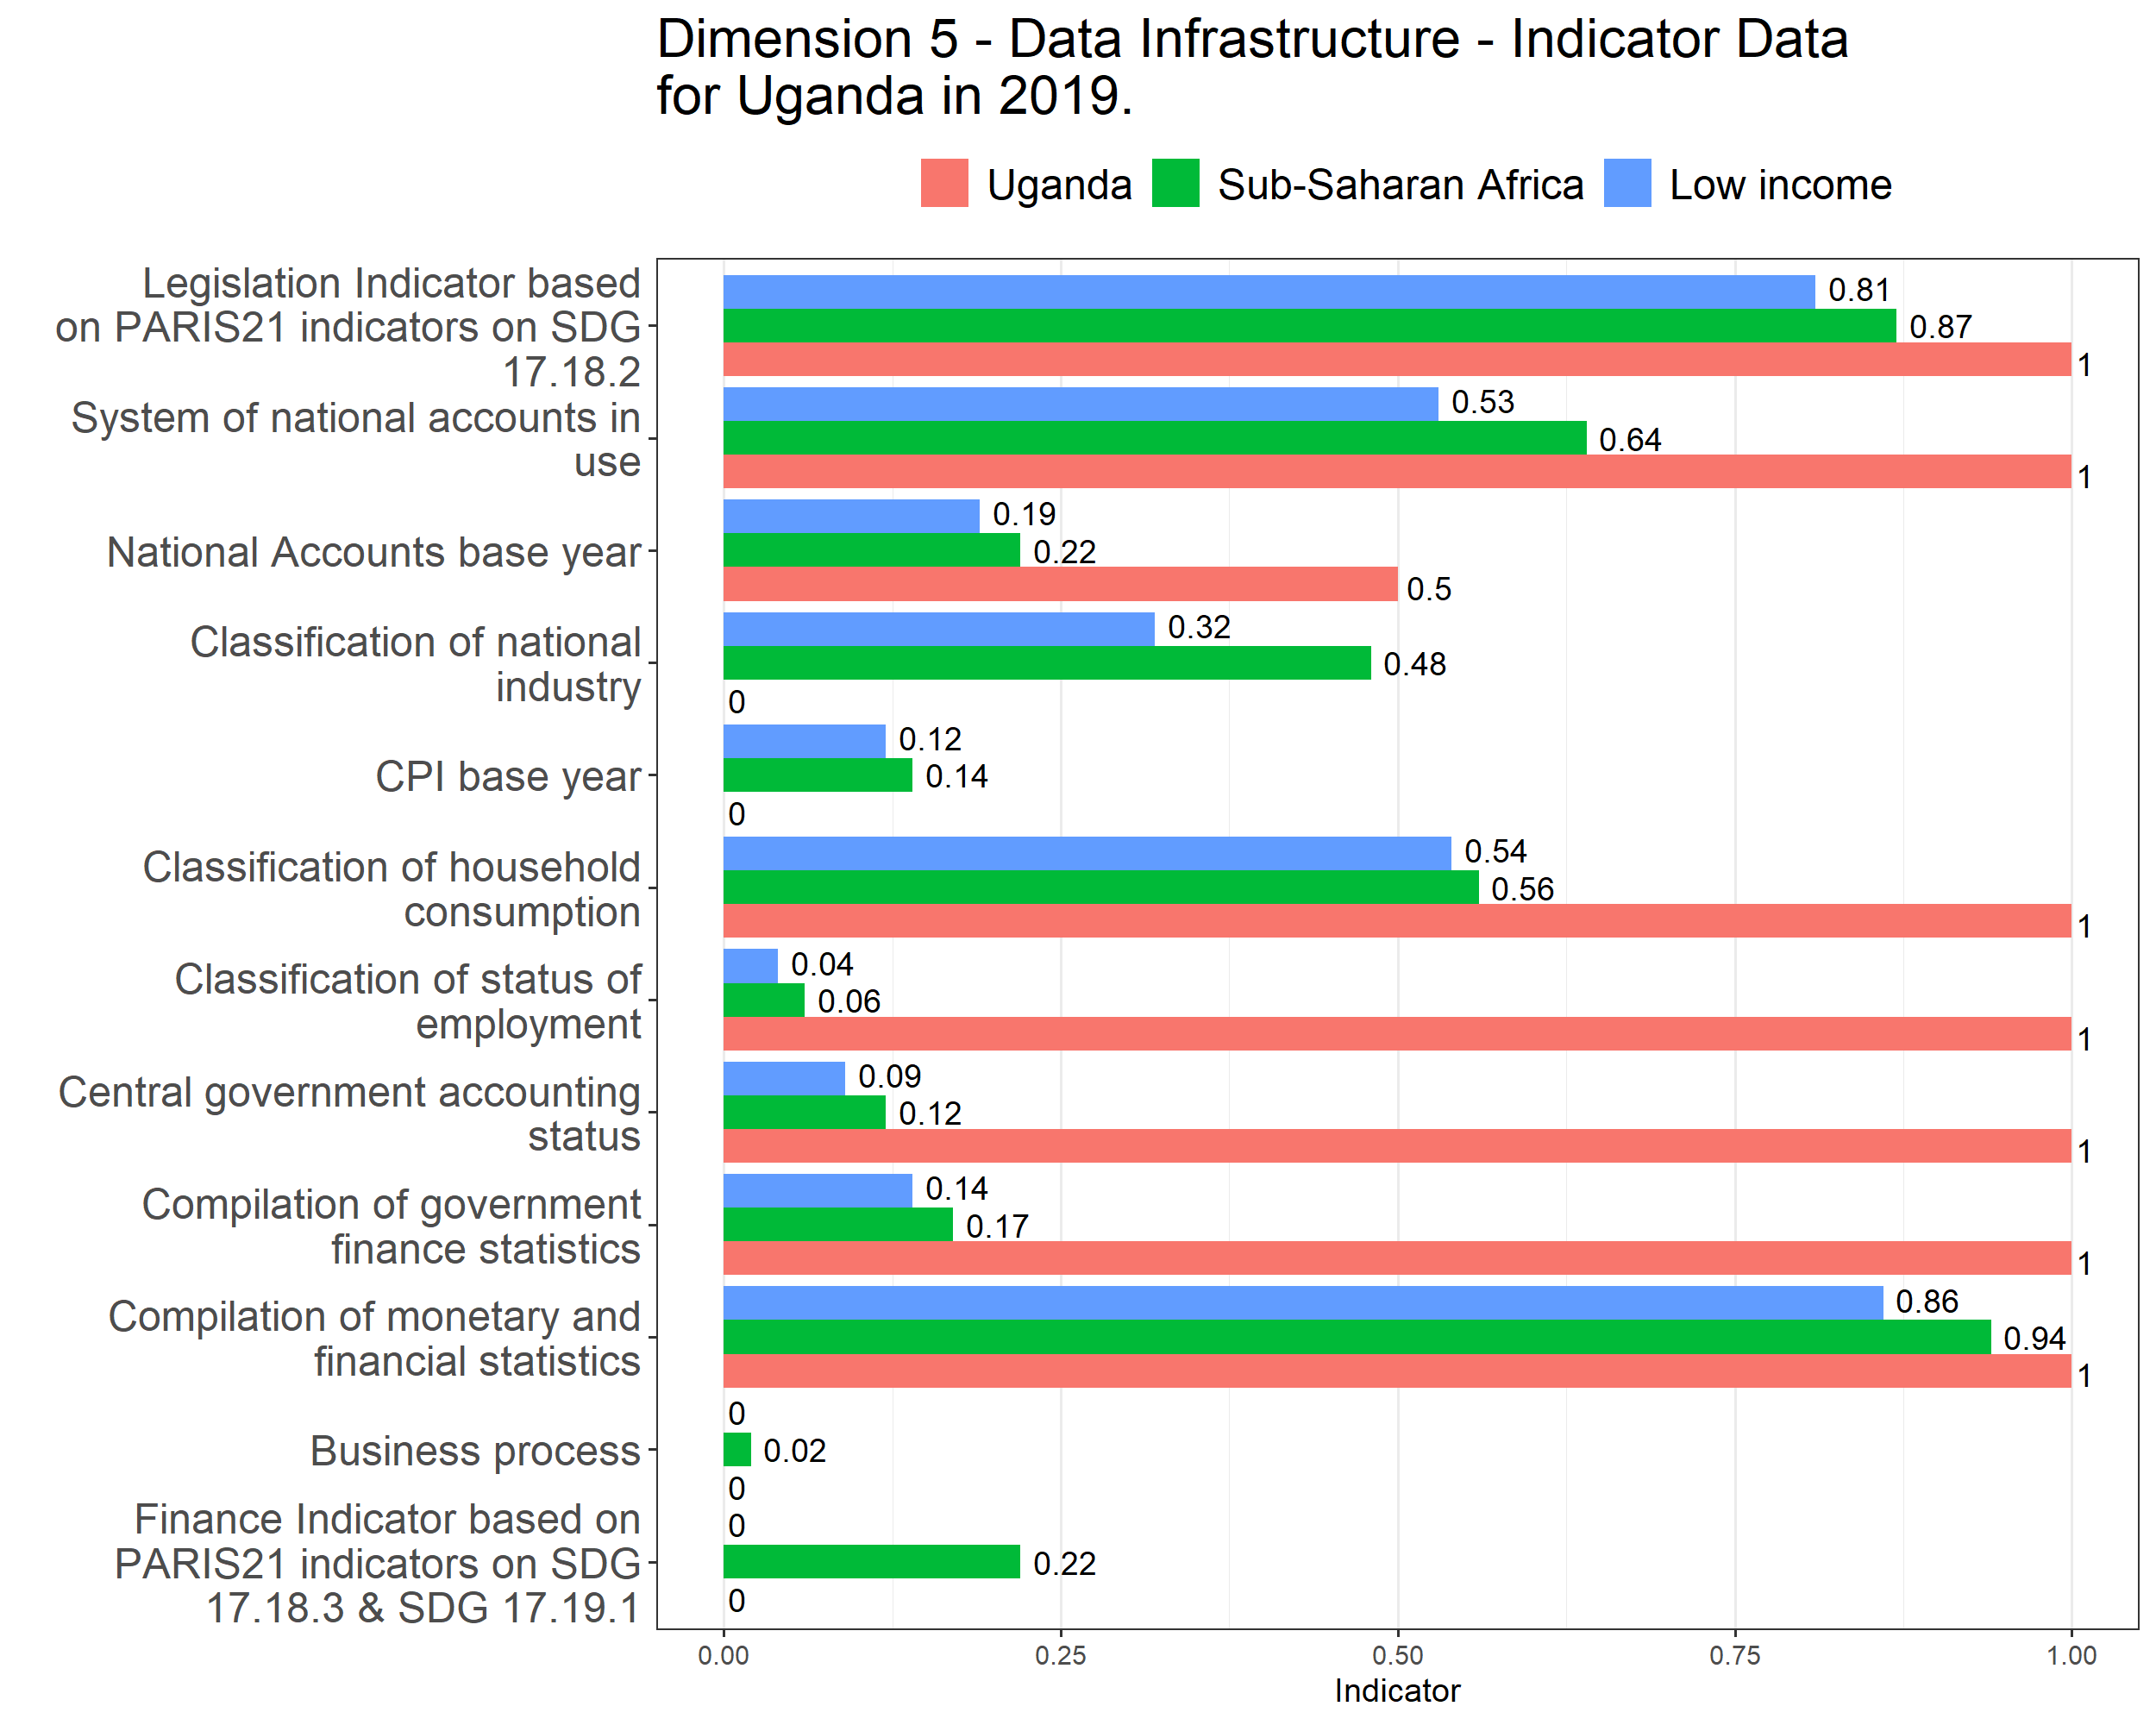 Dimension 5 - Data Infrastructure - Indicator Data
for Uganda in 2019.
Uganda
Sub-Saharan Africa
Low income
Legislation Indicator based
on PARIS21 indicators on SDG
17.18.2
0.81
0.87
1
System of national accounts in
use
0.53
0.64
1
National Accounts base year
0.19
0.22
0.5
Classification of national
industry
0.32
0.48
0
CPI base year
0.12
0.14
0
Classification of household
consumption
0.54
0.56
1
Classification of status of
employment
0.04
0.06
1
Central government accounting
status
0.09
0.12
1
Compilation of government
finance statistics
0.14
0.17
1
Compilation of monetary and
financial statistics
0.86
0.94
1
Business process
0
0.02
0
Finance Indicator based on
PARIS21 indicators on SDG
17.18.3 & SDG 17.19.1
0
0.22
0
0.00
0.25
0.50
0.75
1.00
Indicator